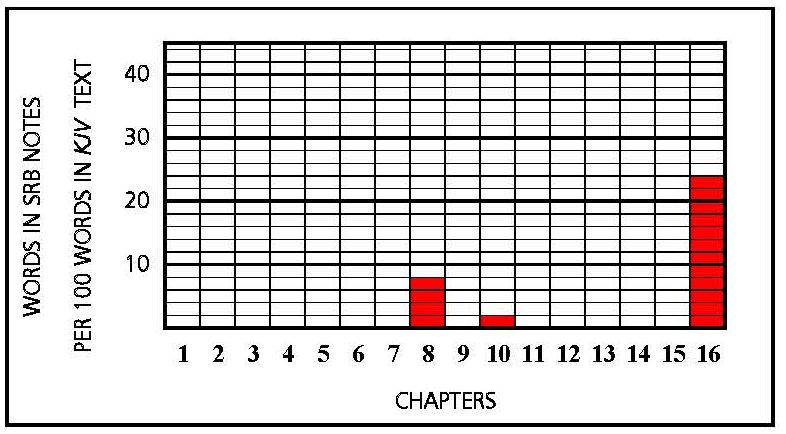 WORDS IN SRB NOTES
PER 100 WORDS IN KJV TEXT
40
30
20
10
1 2 3 4 5 6 7 8 9 10 11 12 13 14 15 16
CHAPTERS